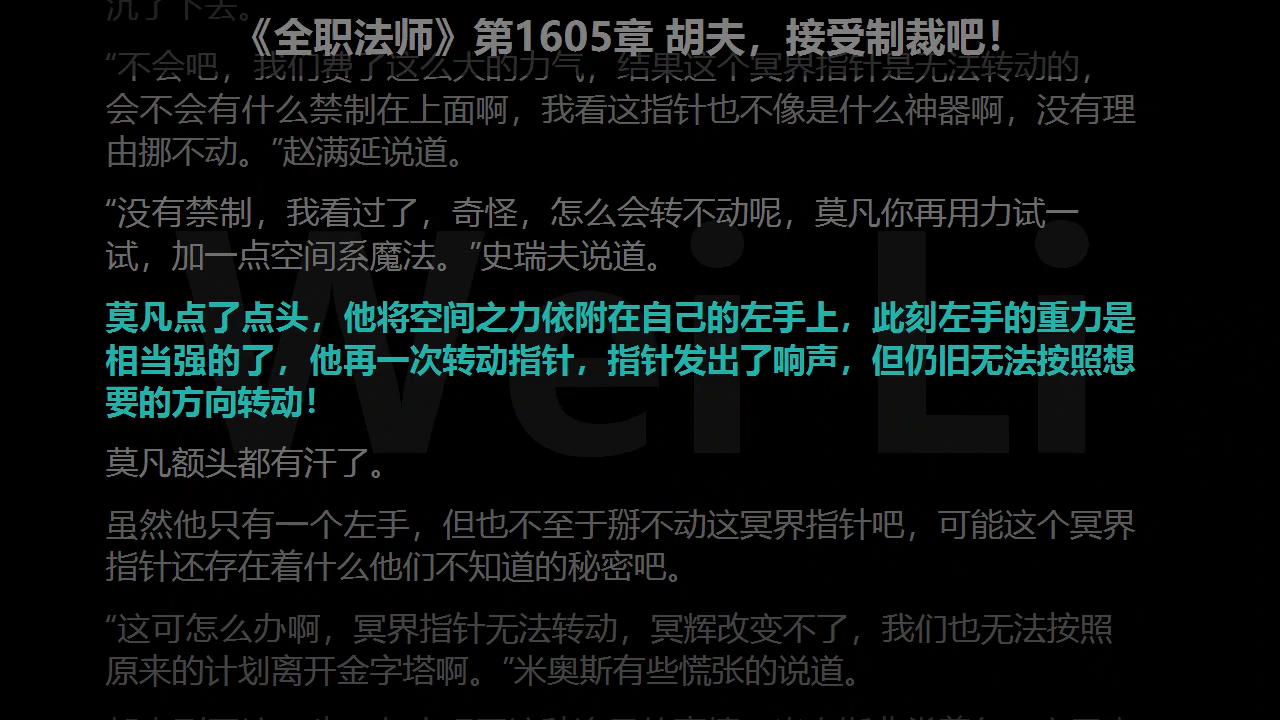 沉了下去。
《全职法师》第1605章 胡夫，接受制裁吧！
“不会吧，我们费了这么大的力气，结果这个冥界指针是无法转动的，
会不会有什么禁制在上面啊，我看这指针也不像是什么神器啊，没有理
由挪不动。”赵满延说道。
“没有禁制，我看过了，奇怪，怎么会转不动呢，莫凡你再用力试一
试，加一点空间系魔法。”史瑞夫说道。
Wei Li
莫凡点了点头，他将空间之力依附在自己的左手上，此刻左手的重力是
相当强的了，他再一次转动指针，指针发出了响声，但仍旧无法按照想
要的方向转动！
莫凡额头都有汗了。
虽然他只有一个左手，但也不至于掰不动这冥界指针吧，可能这个冥界
指针还存在着什么他们不知道的秘密吧。
“这可怎么办啊，冥界指针无法转动，冥辉改变不了，我们也无法按照
原来的计划离开金字塔啊。”米奥斯有些慌张的说道。